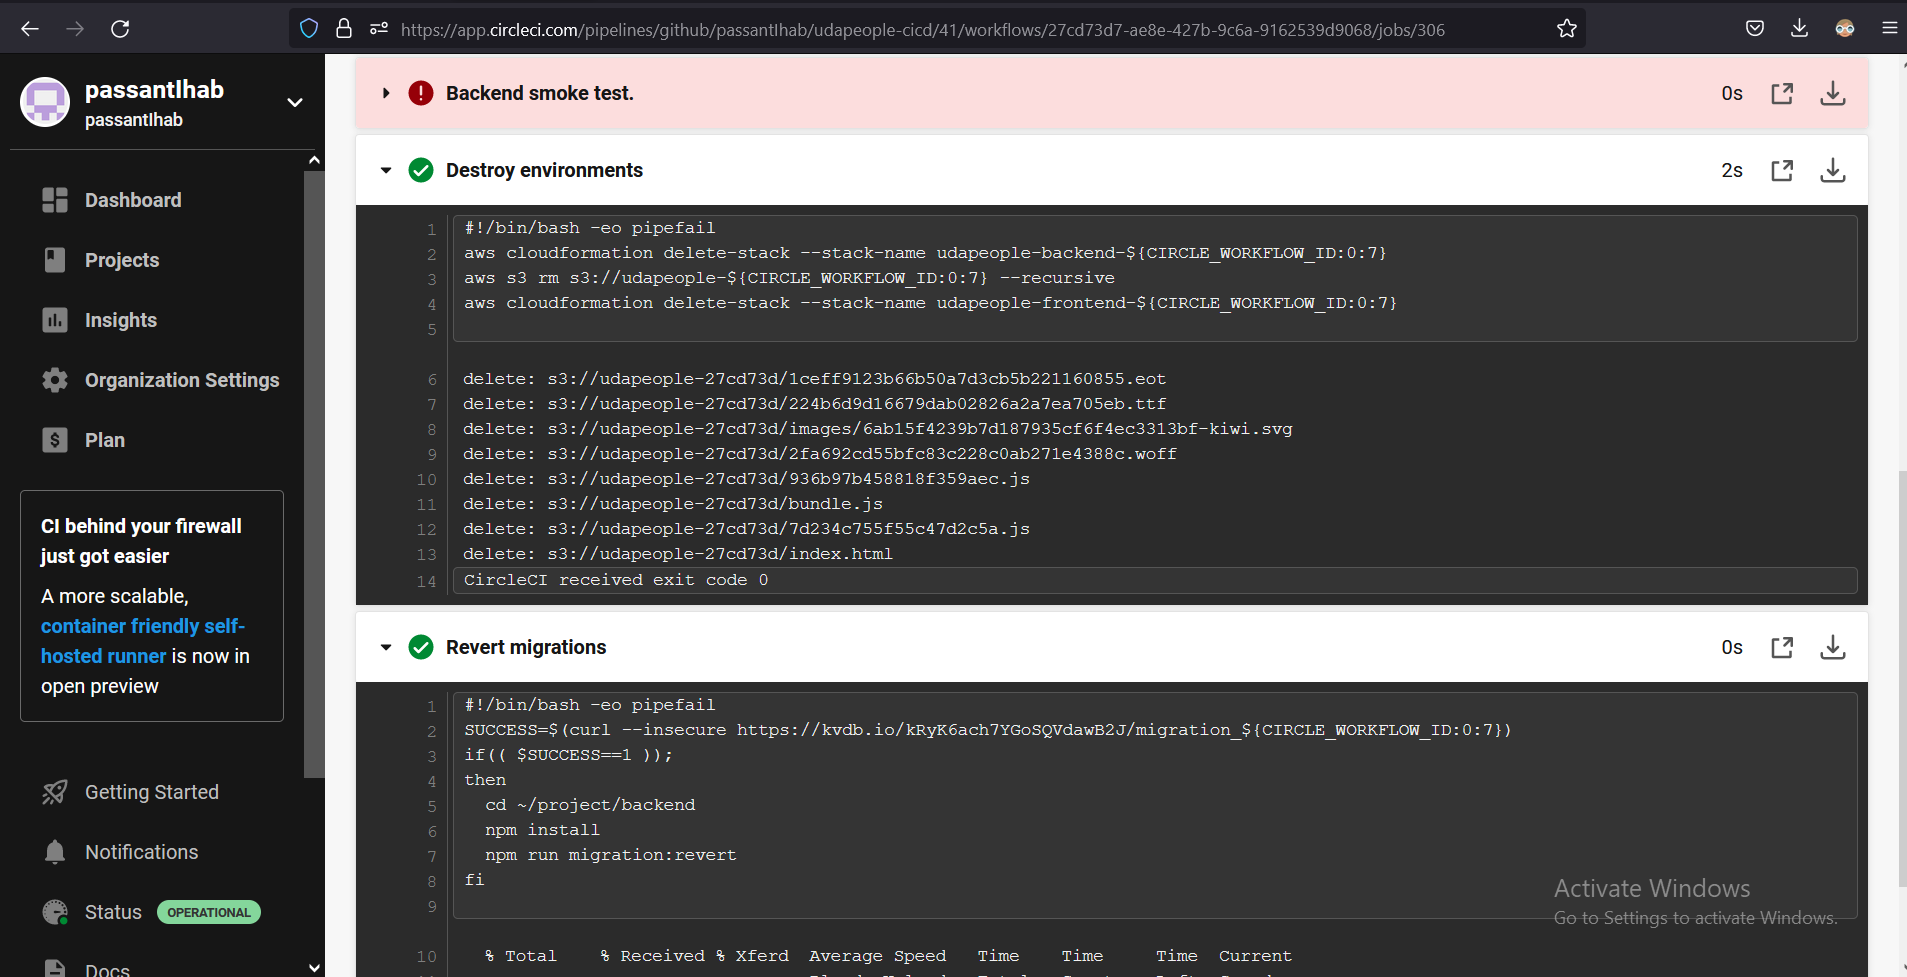 https://app.circleci.com/pipelines/github/passantIhab/udapeople-cicd/41/workflows/27cd73d7-ae8e-427b-9c6a-9162539d9068/jobs/306
passantIhab
passantIhab
Dashboard
Projects
Insights
Organization Settings
Plan
CI behind your firewall
just got easier
A more scalable,
container friendly self-
hosted runner is now in
open preview
Getting Started
Notifications
Status OPERATIONAL
Docs
Backend smoke test. 0s
Destroy environments 2s
1 #!/bin/bash -eo pipefail
2 aws cloudformation delete-stack --stack-name udapeople-backend-${CIRCLE_WORKFLOW_ID:0:7}
3 aws s3 rm s3://udapeople-${CIRCLE_WORKFLOW_ID:0:7} --recursive
4 aws cloudformation delete-stack --stack-name udapeople-frontend-${CIRCLE_WORKFLOW_ID:0:7}
5
6 delete: s3://udapeople-27cd73d/1ceff9123b66b50a7d3cb5b221160855.eot
7 delete: s3://udapeople-27cd73d/224b6d9d16679dab02826a2a7ea705eb.ttf
8 delete: s3://udapeople-27cd73d/images/6ab15f4239b7d187935cf6f4ec3313bf-kiwi.svg
9 delete: s3://udapeople-27cd73d/2fa692cd55bfc83c228c0ab271e4388c.woff
10 delete: s3://udapeople-27cd73d/936b97b458818f359aec.js
11 delete: s3://udapeople-27cd73d/bundle.js
12 delete: s3://udapeople-27cd73d/7d234c755f55c47d2c5a.js
13 delete: s3://udapeople-27cd73d/index.html
14 CircleCI received exit code 0
Revert migrations 0s
1 #!/bin/bash -eo pipefail
2 SUCCESS=$(curl --insecure https://kvdb.io/kRyK6ach7YGoSQVdawB2J/migration_${CIRCLE_WORKFLOW_ID:0:7})
3 if(( $SUCCESS==1 ));
4 then
5 cd ~/project/backend
6 npm install
7 npm run migration:revert
8 fi
9
10 % Total % Received % Xferd Average Speed Time Time Time Current
Activate Windows
Go to Settings to activate Windows.